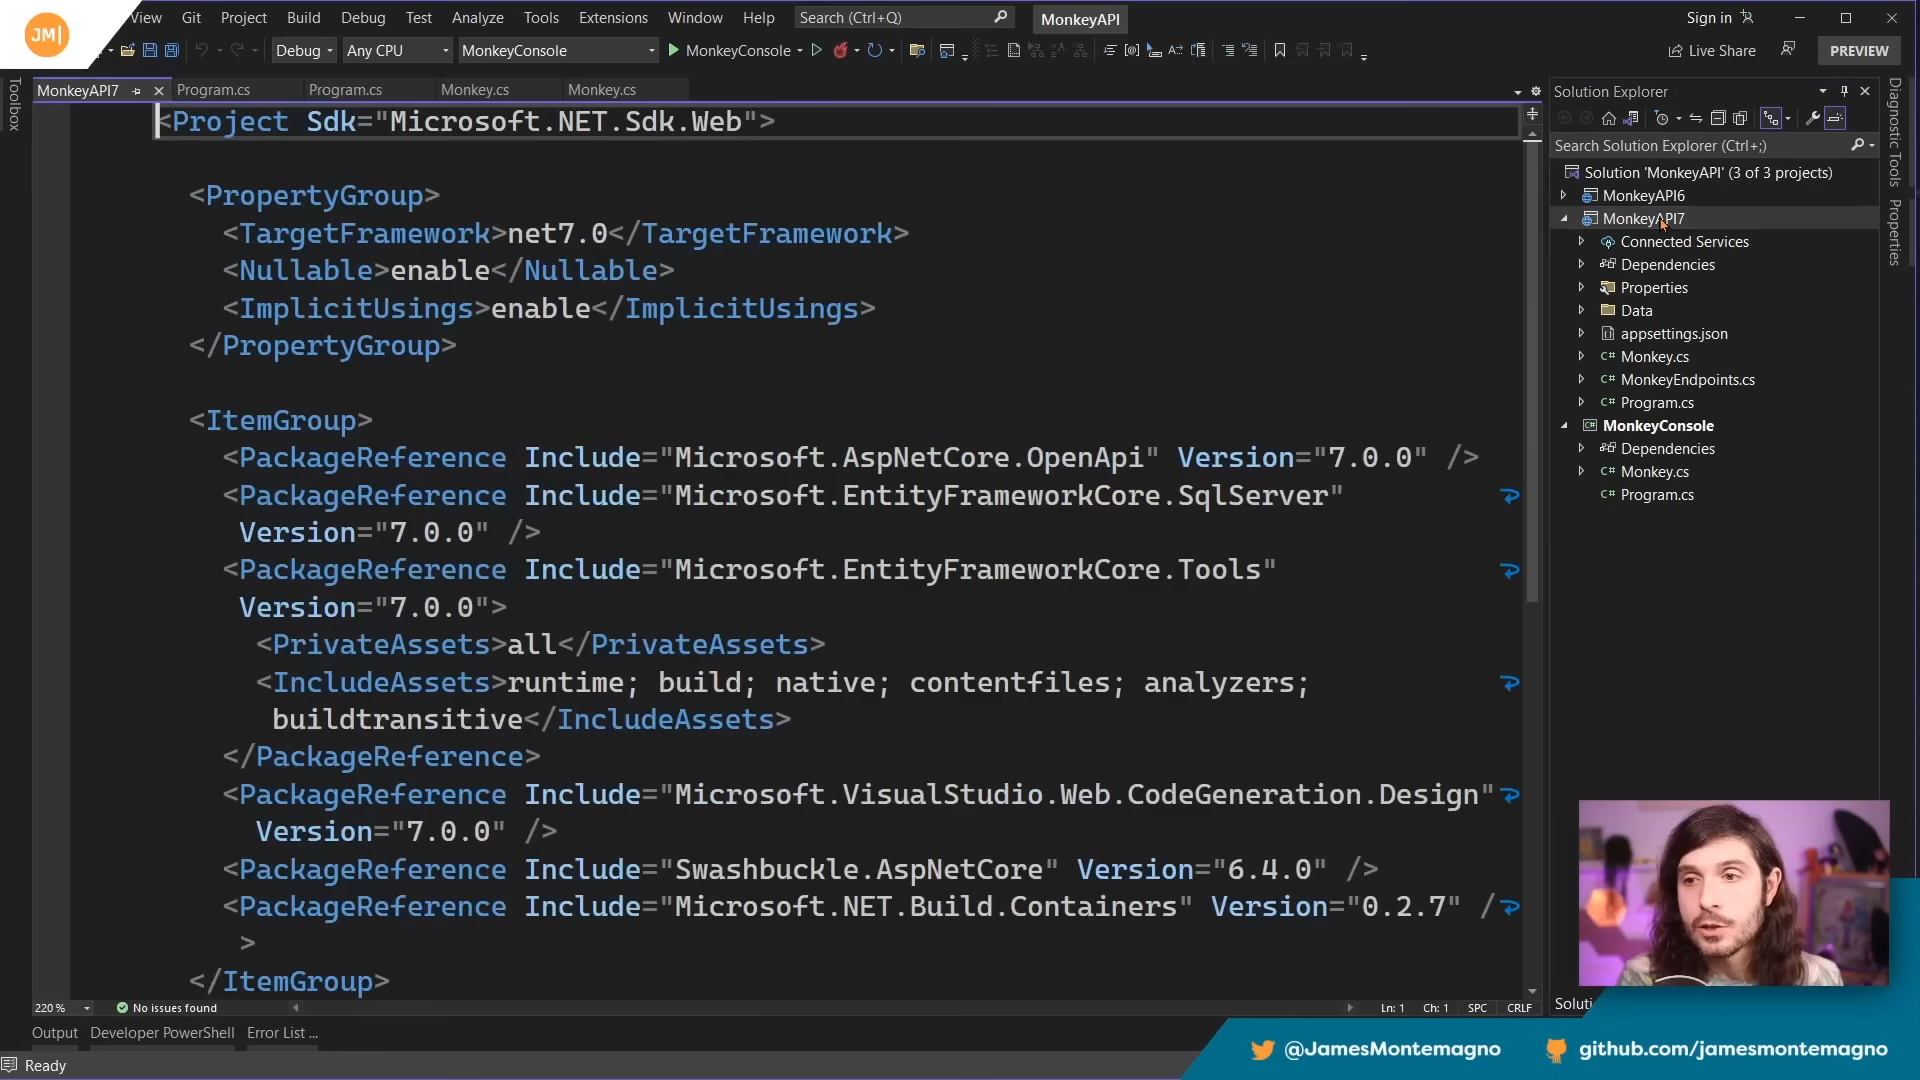 JM
View Git Project Build Debug Test Analyze Tools Extensions Window Help Search (Ctrl+Q) MonkeyAPI Sign in
Debug Any CPU MonkeyConsole MonkeyConsole Live Share PREVIEW
Toolbox
MonkeyAPI7 Program.cs Program.cs Monkey.cs Monkey.cs
<Project Sdk="Microsoft.NET.Sdk.Web">
<PropertyGroup>
<TargetFramework>net7.0</TargetFramework>
<Nullable>enable</Nullable>
<ImplicitUsings>enable</ImplicitUsings>
</PropertyGroup>
<ItemGroup>
<PackageReference Include="Microsoft.AspNetCore.OpenApi" Version="7.0.0" />
<PackageReference Include="Microsoft.EntityFrameworkCore.SqlServer"
Version="7.0.0" />
<PackageReference Include="Microsoft.EntityFrameworkCore.Tools"
Version="7.0.0">
<PrivateAssets>all</PrivateAssets>
<IncludeAssets>runtime; build; native; contentfiles; analyzers;
buildtransitive</IncludeAssets>
</PackageReference>
<PackageReference Include="Microsoft.VisualStudio.Web.CodeGeneration.Design"
Version="7.0.0" />
<PackageReference Include="Swashbuckle.AspNetCore" Version="6.4.0" />
<PackageReference Include="Microsoft.NET.Build.Containers" Version="0.2.7" /
>
</ItemGroup>
220 % No issues found Ln: 1 Ch: 1 SPC CRLF
Output Developer PowerShell Error List ...
Ready
Solution Explorer
Search Solution Explorer (Ctrl+;)
Solution 'MonkeyAPI' (3 of 3 projects)
MonkeyAPI6
MonkeyAPI7
Connected Services
Dependencies
Properties
Data
appsettings.json
Monkey.cs
MonkeyEndpoints.cs
Program.cs
MonkeyConsole
Dependencies
Monkey.cs
Program.cs
Soluti
Diagnostic Tools
Properties
@JamesMontemagno github.com/jamesmontemagno